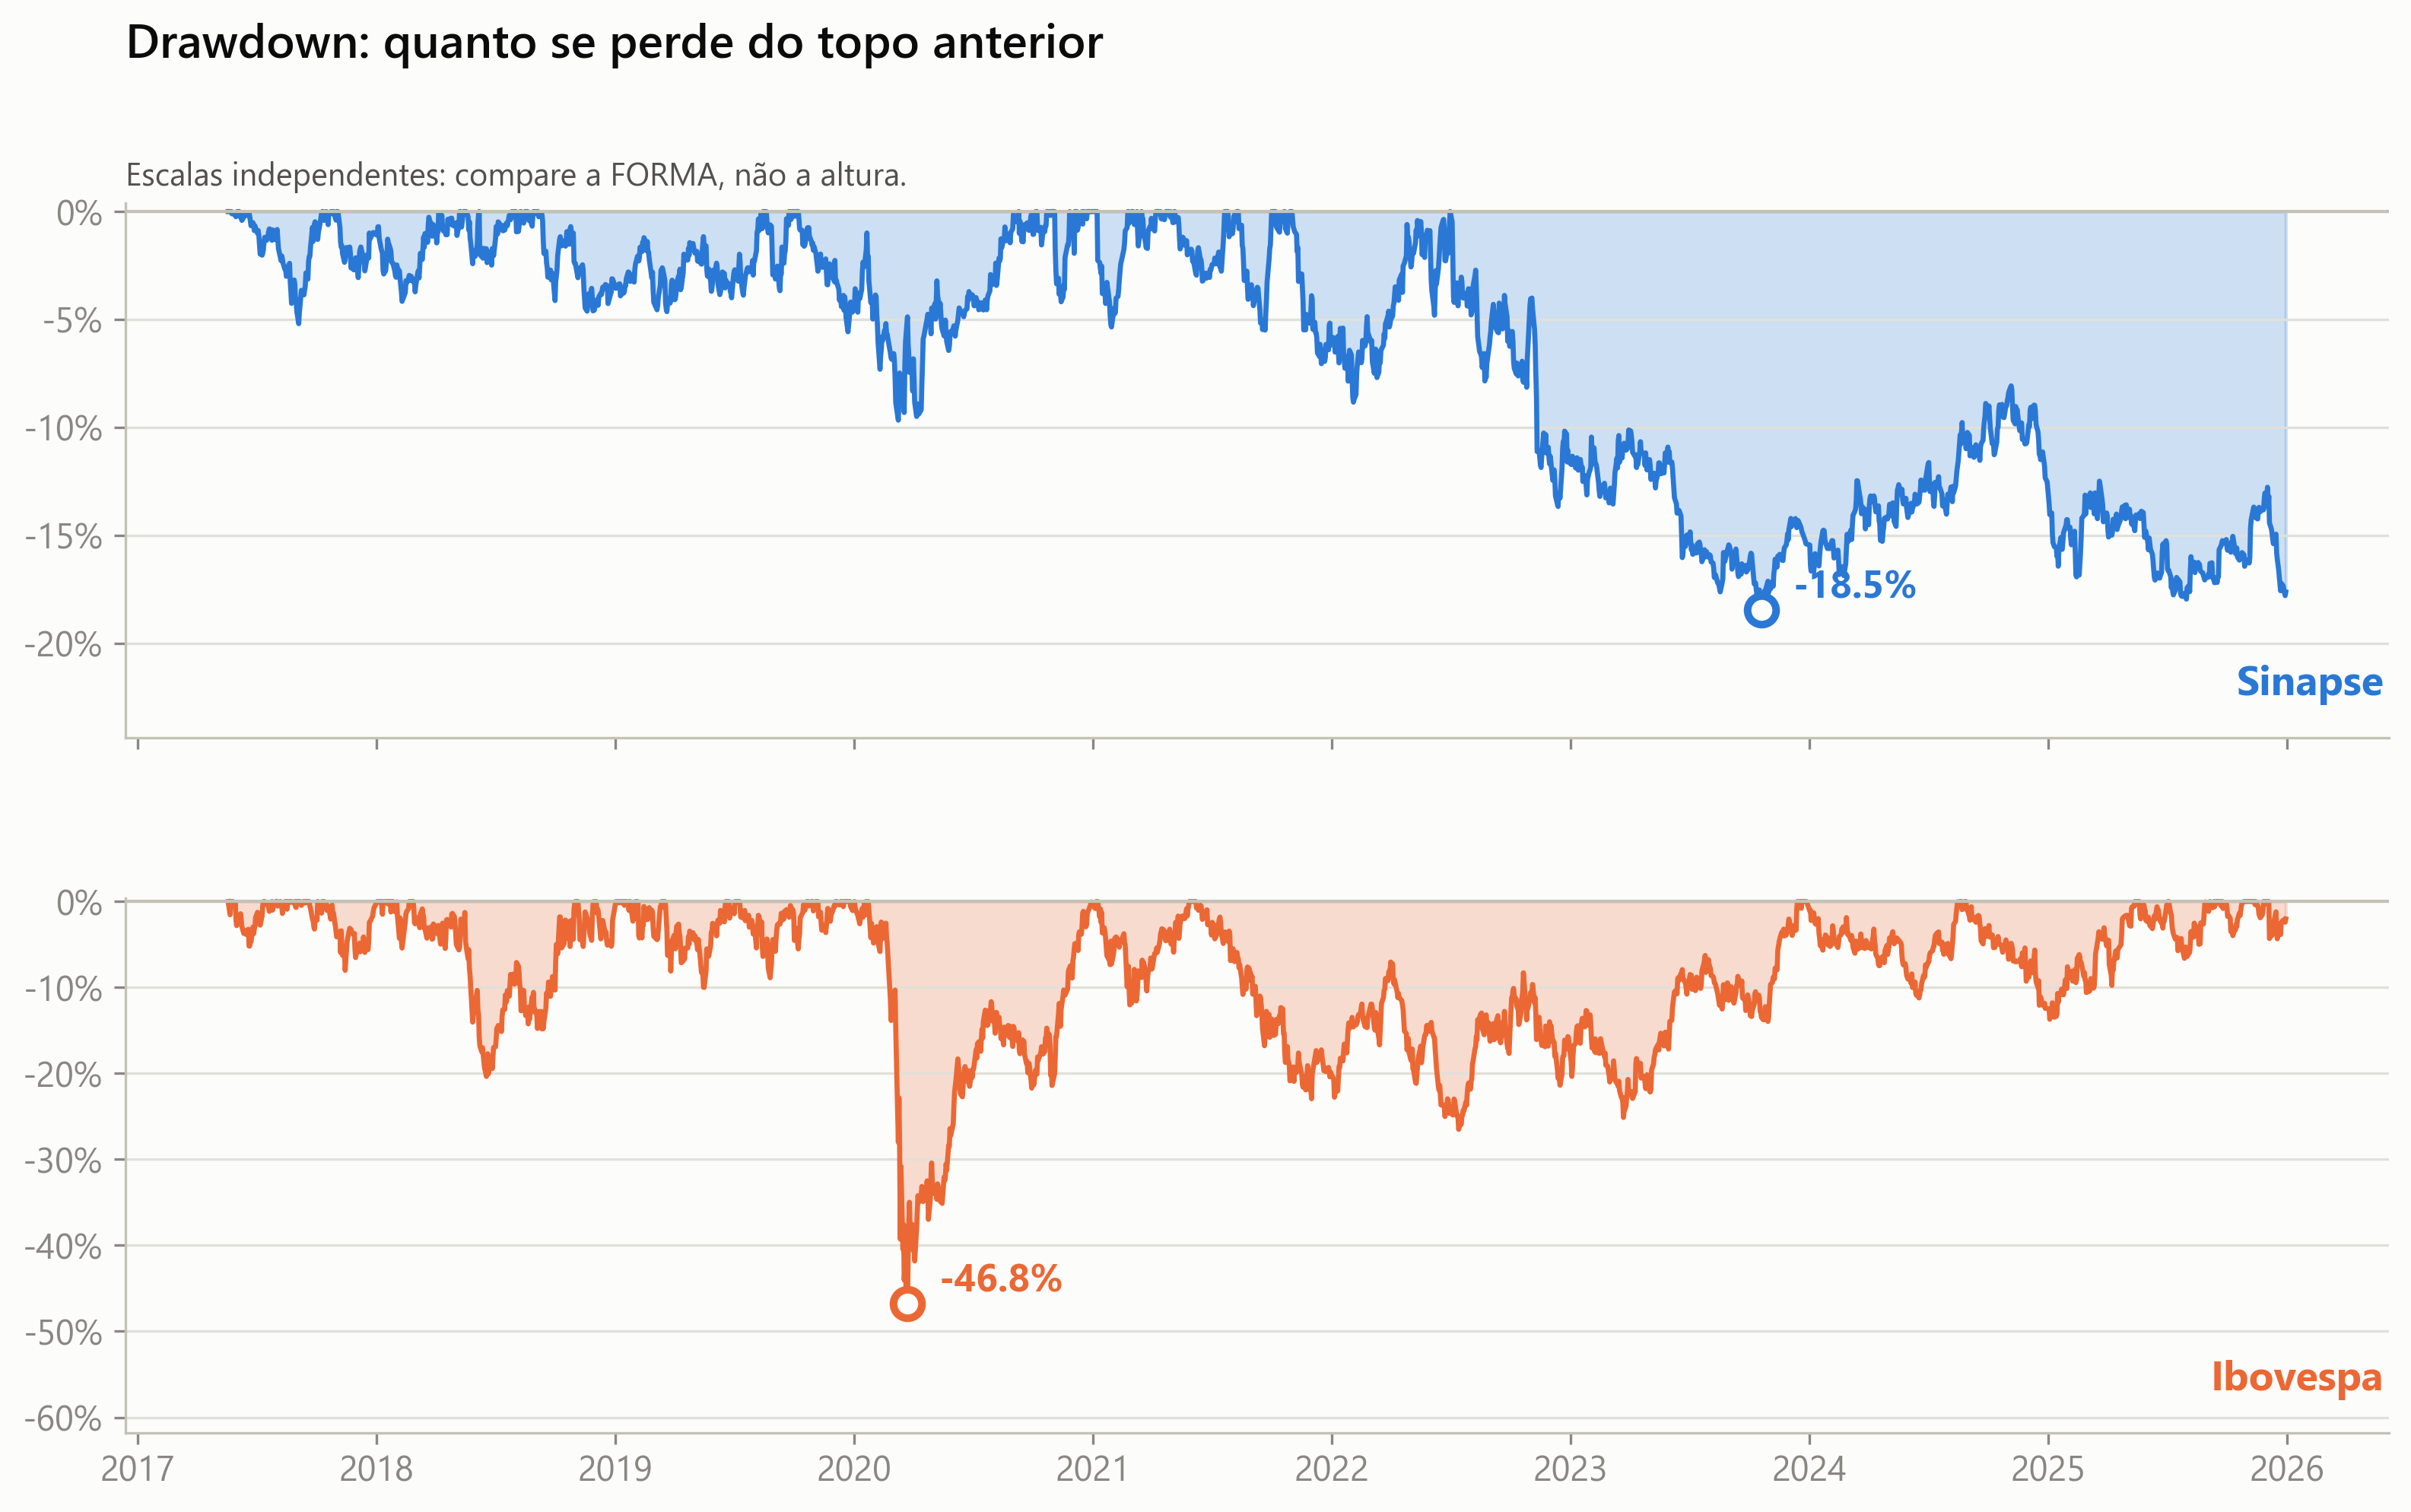 Drawdown: quanto se perde do topo anterior
Escalas independentes: compare a FORMA, não a altura.
0%
-5%
-10%
-15%
-18.5%
-20%
Sinapse
0%
-10%
-20%
-30%
-40%
-46.8%
-50%
Ibovespa
-60%
2017 2018 2019 2020 2021 2022 2023 2024 2025 2026